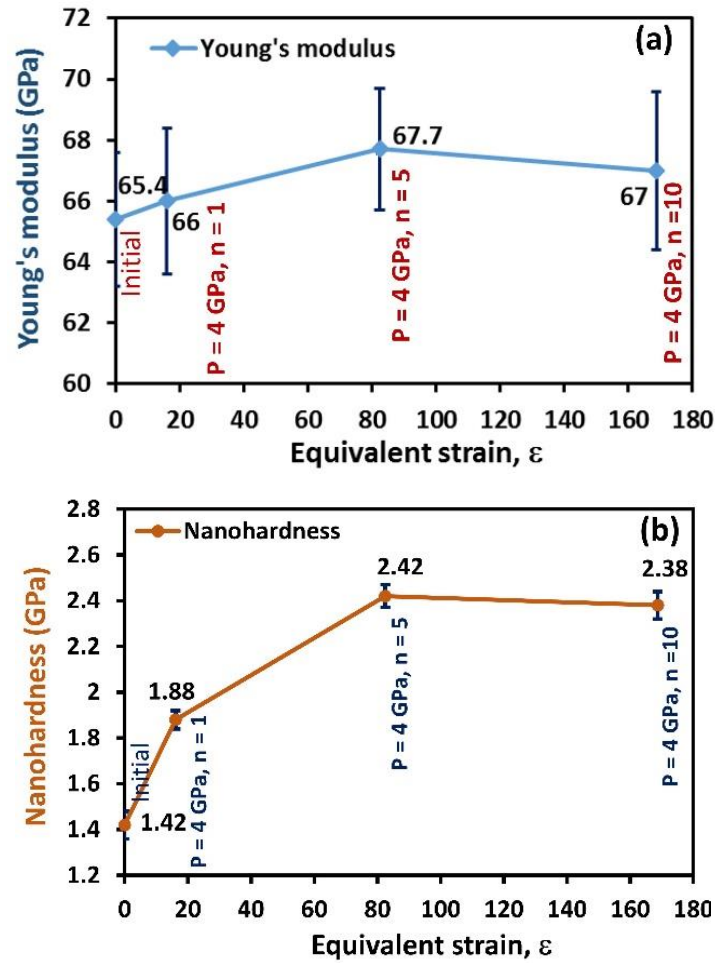 72
(a)
Young's modulus
70
68
67.7
67
66
65.4
66
64
62
60
Young's modulus (GPa)
Initial
P = 4 GPa, n = 1
P = 4 GPa, n = 5
P = 4 GPa, n =10
0 20 40 60 80 100 120 140 160 180
Equivalent strain, ε
2.8
(b)
Nanohardness
2.6
2.42
2.38
2.4
2.2
2
1.88
1.8
1.6
1.42
1.4
1.2
Nanohardness (GPa)
Initial
P = 4 GPa, n = 1
P = 4 GPa, n = 5
P = 4 GPa, n =10
0 20 40 60 80 100 120 140 160 180
Equivalent strain, ε